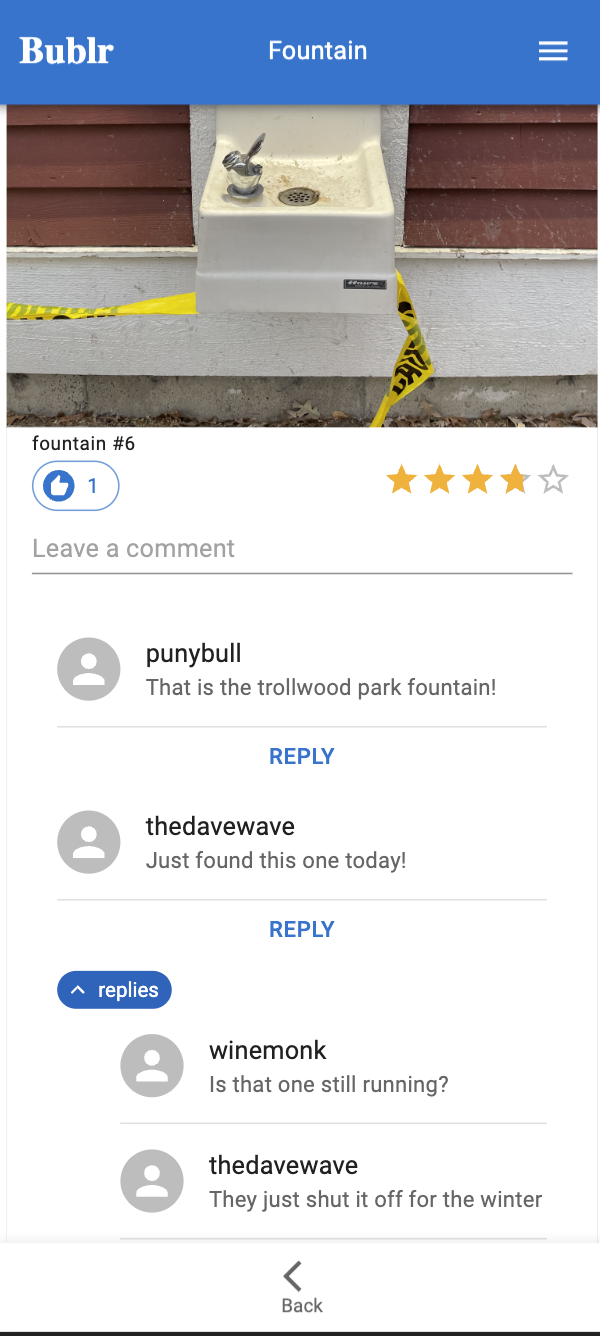 Bublr
Fountain
Haws
fountain #6
1
Leave a comment
punybull
That is the trollwood park fountain!
REPLY
thedavewave
Just found this one today!
REPLY
replies
winemonk
Is that one still running?
thedavewave
They just shut it off for the winter
Back